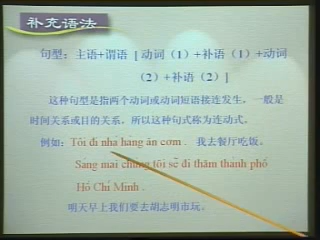 补充语法
句型：主语+谓语 [ 动词（1）+补语（1）+动词
（2）+补语（2）]
这种句型是指两个动词或动词短语接连发生，一般是
时间关系或目的关系。所以这种句式称为连动式。
例如：Tôi đi nhà hàng ăn cơm . 我去餐厅吃饭。
Sáng mai chúng tôi sẽ đi thăm thành phố
Hồ Chí Minh .
明天早上我们要去胡志明市玩。